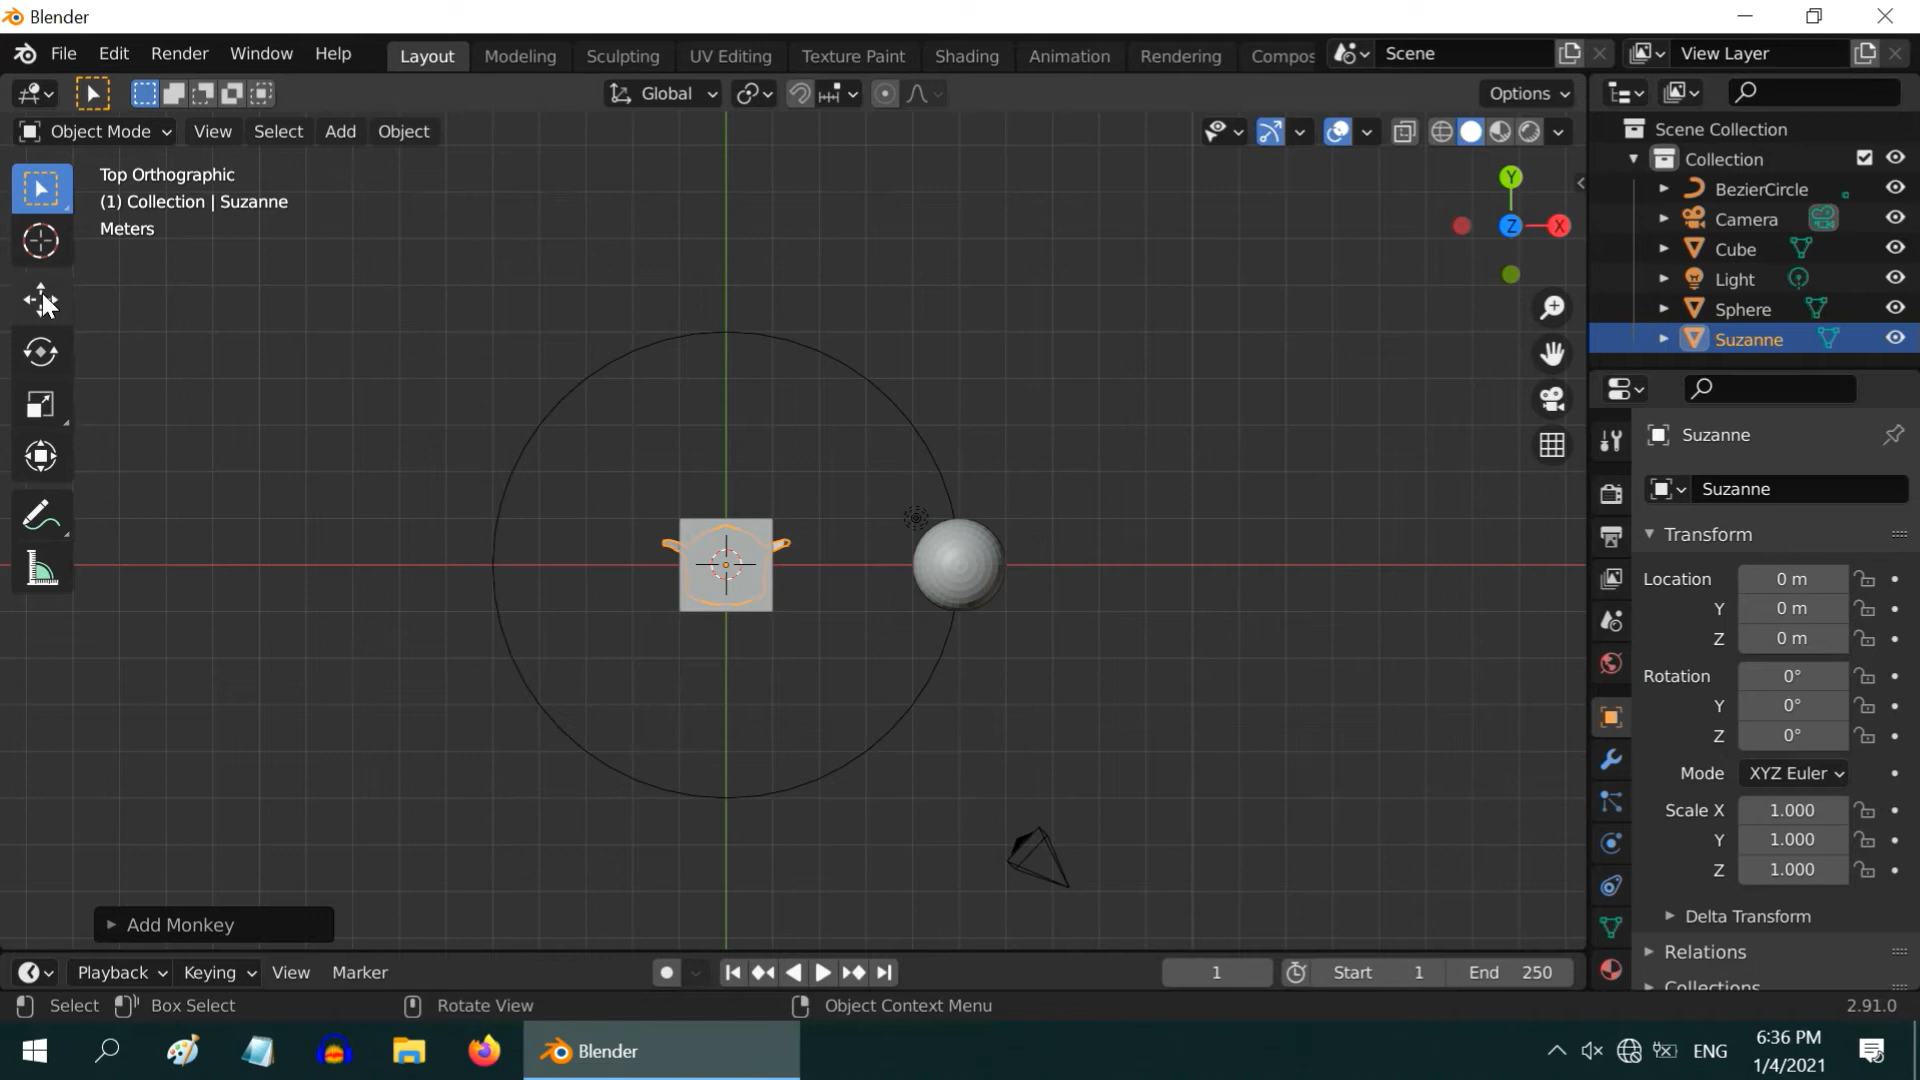 Blender
File Edit Render Window Help Layout Modeling Sculpting UV Editing Texture Paint Shading Animation Rendering Compos Scene View Layer
Global Options
Object Mode View Select Add Object
Top Orthographic
(1) Collection | Suzanne
Meters
Y
Z X
Scene Collection
Collection
BezierCircle
Camera
Cube
Light
Sphere
Suzanne
Suzanne
Suzanne
Transform
Location 0 m
Y 0 m
Z 0 m
Rotation 0°
Y 0°
Z 0°
Mode XYZ Euler
Scale X 1.000
Y 1.000
Z 1.000
Delta Transform
Relations
Collections
Add Monkey
Playback Keying View Marker 1 Start 1 End 250
Select Box Select Rotate View Object Context Menu 2.91.0
Blender ENG 6:36 PM
1/4/2021